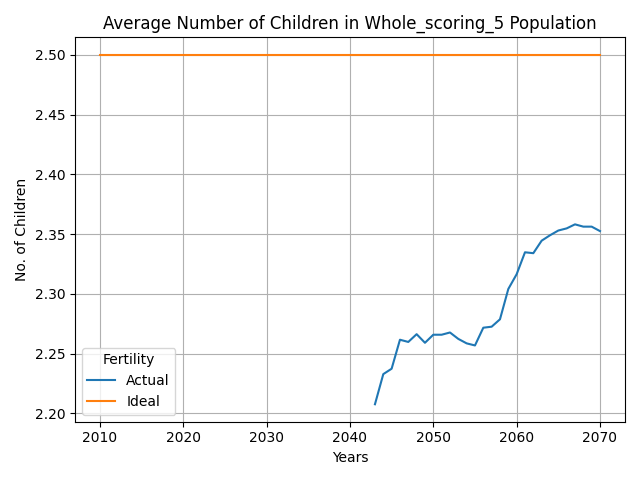 Average Number of Children in Whole_scoring_5 Population
No. of Children
2.50
2.45
2.40
2.35
2.30
2.25
2.20
Fertility
Actual
Ideal
2010 2020 2030 2040 2050 2060 2070
Years